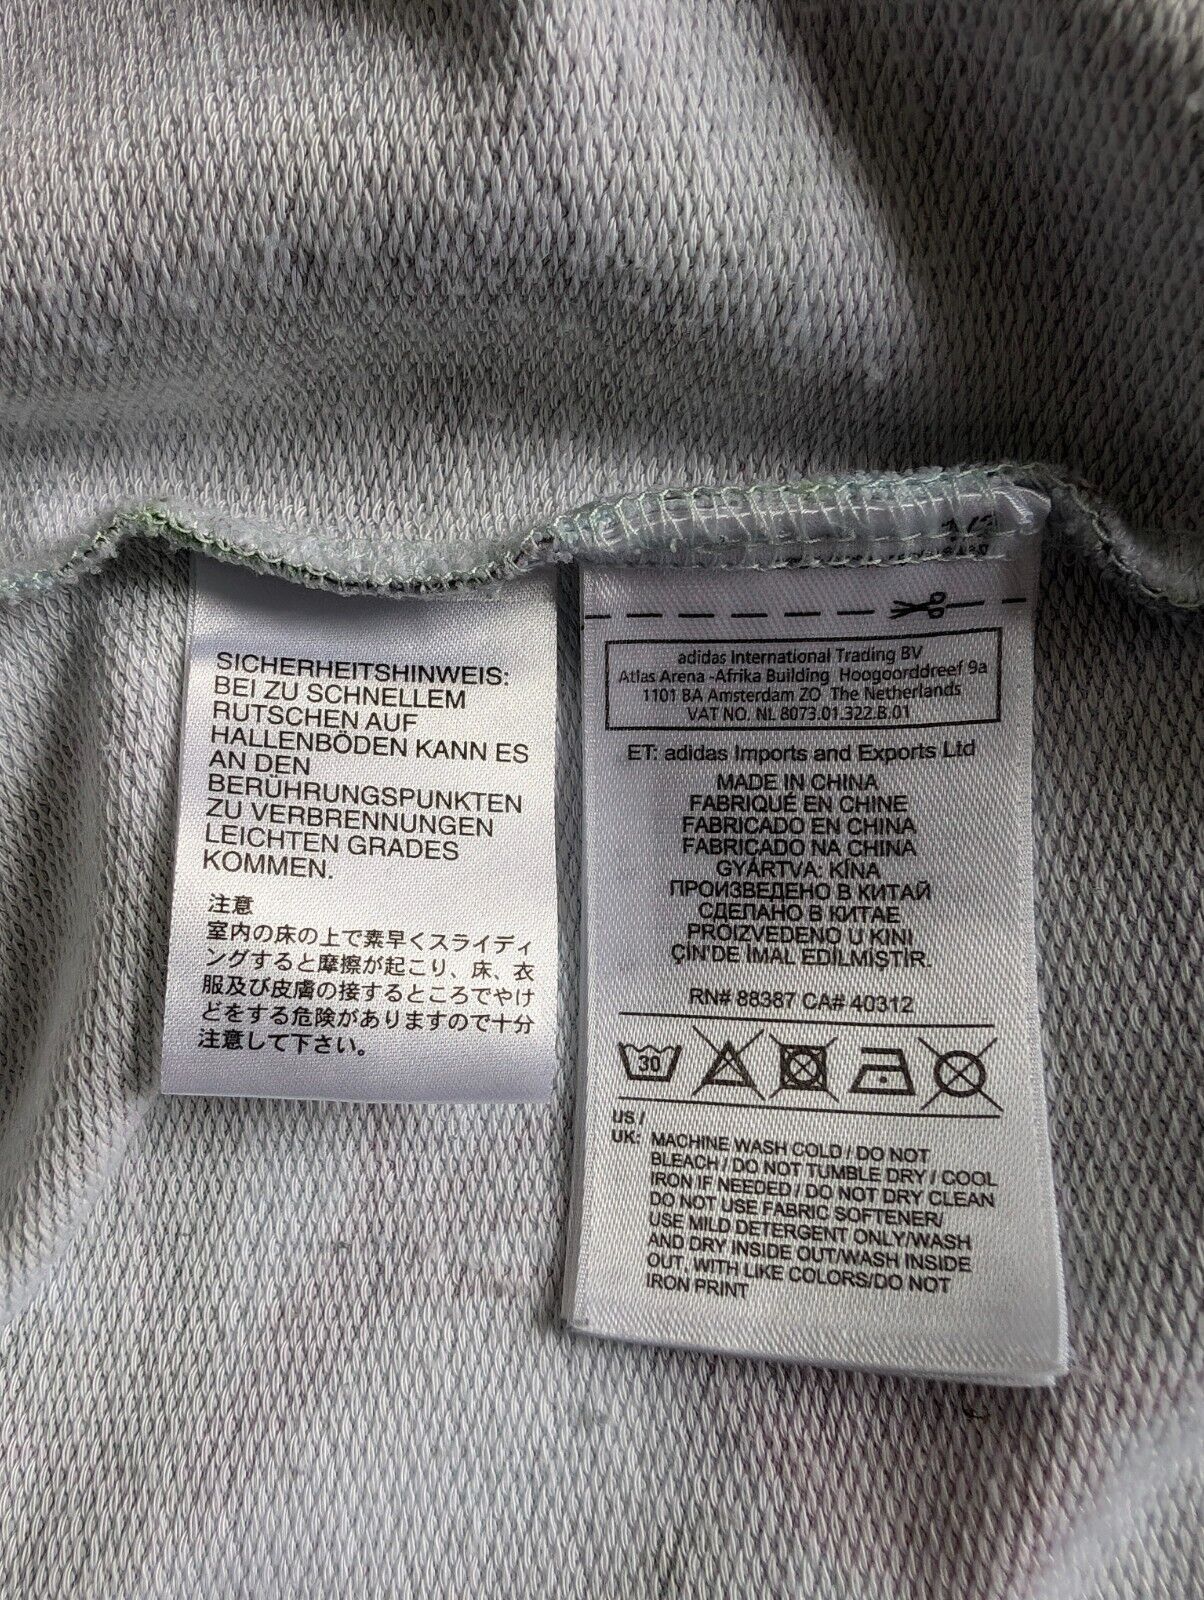 SICHERHEITSHINWEIS:
BEI ZU SCHNELLEM
RUTSCHEN AUF
HALLENBÖDEN KANN ES
AN DEN
BERÜHRUNGSPUNKTEN
ZU VERBRENNUNGEN
LEICHTEN GRADES
KOMMEN.
注意
室内の床の上で素早くスライディ
ングすると摩擦が起こり、床、衣
服及び皮膚の接するところでやけ
どをする危険がありますので十分
注意して下さい。
adidas International Trading BV
Atlas Arena -Afrika Building Hoogoorddreef 9a
1101 BA Amsterdam ZO The Netherlands
VAT NO. NL 8073.01.322.B.01
ET: adidas Imports and Exports Ltd
MADE IN CHINA
FABRIQUÉ EN CHINE
FABRICADO EN CHINA
FABRICADO NA CHINA
GYÁRTVA: KÍNA
ПРОИЗВЕДЕНО В КИТАЙ
СДЕЛАНО В КИТАЕ
PROIZVEDENO U KINI
ÇİN'DE İMAL EDİLMİŞTİR.
RN# 88387 CA# 40312
30
US /
UK: MACHINE WASH COLD / DO NOT
BLEACH / DO NOT TUMBLE DRY / COOL
IRON IF NEEDED / DO NOT DRY CLEAN
DO NOT USE FABRIC SOFTENER/
USE MILD DETERGENT ONLY/WASH
AND DRY INSIDE OUT/WASH INSIDE
OUT, WITH LIKE COLORS/DO NOT
IRON PRINT